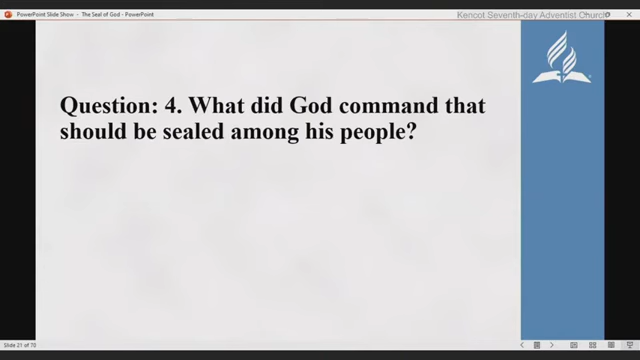 PowerPoint Slide Show - The Seal of God - PowerPoint
Kencot Seventh-day Adventist Church
Question: 4. What did God command that
should be sealed among his people?
Slide 21 of 70